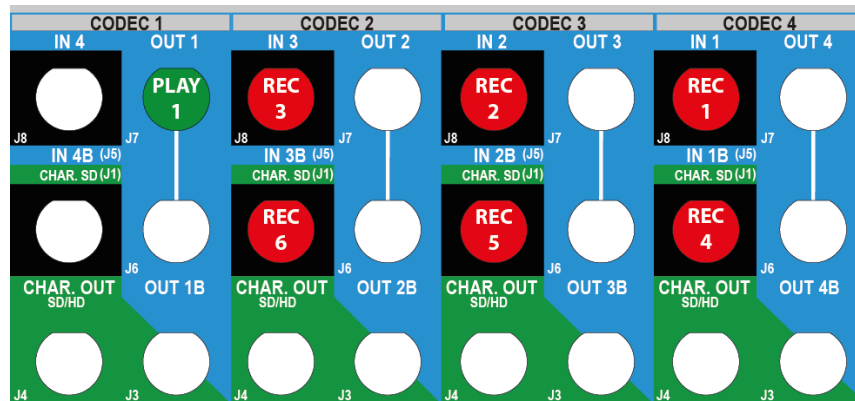 CODEC 1 CODEC 2 CODEC 3 CODEC 4
IN 4 OUT 1 IN 3 OUT 2 IN 2 OUT 3 IN 1 OUT 4
PLAY REC REC REC
1 3 2 1
J8 J7 J8 J7 J8 J7 J8 J7
IN 4B (J5) IN 3B (J5) IN 2B (J5) IN 1B (J5)
CHAR. SD (J1) CHAR. SD (J1) CHAR. SD (J1) CHAR. SD (J1)
REC REC REC
6 5 4
J6 J6 J6 J6
CHAR. OUT OUT 1B CHAR. OUT OUT 2B CHAR. OUT OUT 3B CHAR. OUT OUT 4B
SD/HD SD/HD SD/HD SD/HD
J4 J3 J4 J3 J4 J3 J4 J3